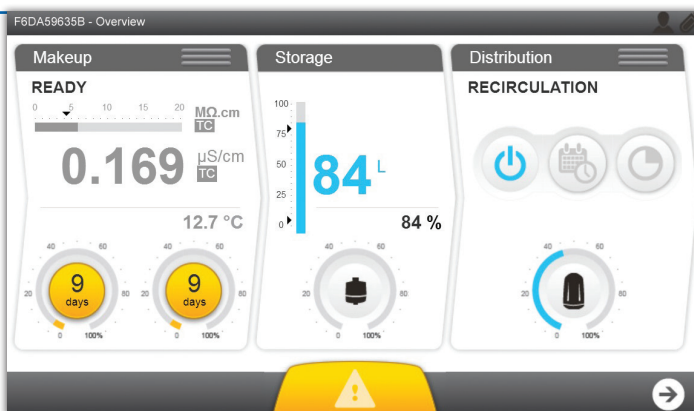 F6DA59635B - Overview
Makeup
READY
0 5 10 15 20
MΩ.cm
TC
0.169 µS/cm
TC
12.7 °C
40 60
20 9 days 80
0 100%
40 60
20 9 days 80
0 100%
Storage
100
75
50
25
0
84 L
84 %
40 60
20 80
0 100%
Distribution
RECIRCULATION
40 60
20 80
0 100%